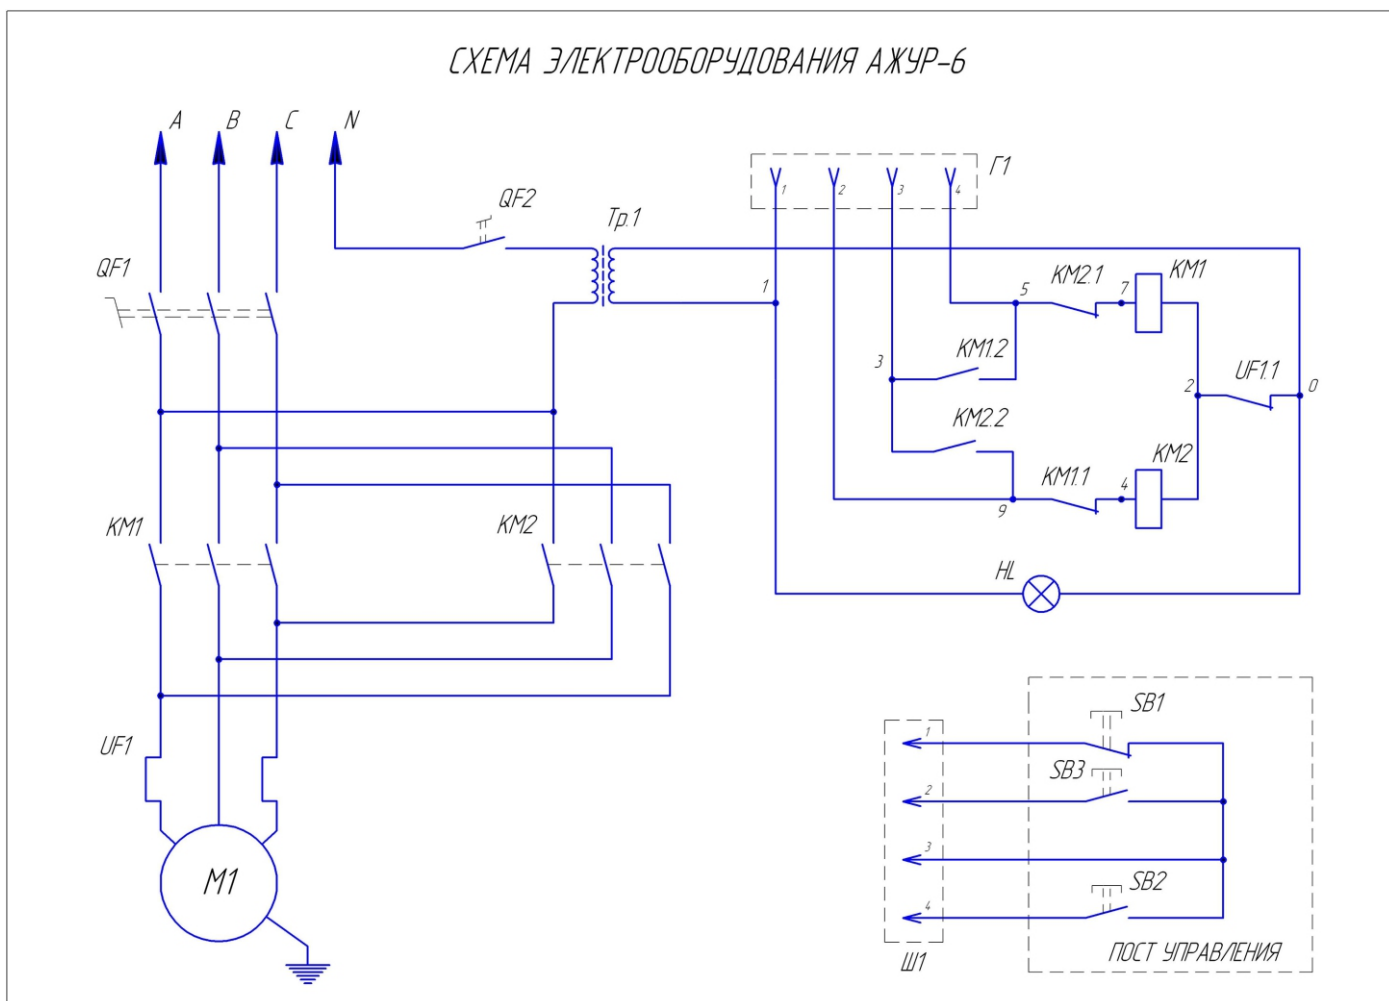 СХЕМА ЭЛЕКТРООБОРУДОВАНИЯ АЖУР-6
A B C N
Г1
1 2 3 4
QF2 Тр.1
QF1
1
5 KM2.1 7 KM1
KM1.2
3
UF1.1
2 0
KM2.2
KM1.1 4 KM2
9
KM1 KM2
HL
SB1
1
UF1
SB3
2
3
M1
SB2
4
Ш1
ПОСТ УПРАВЛЕНИЯ